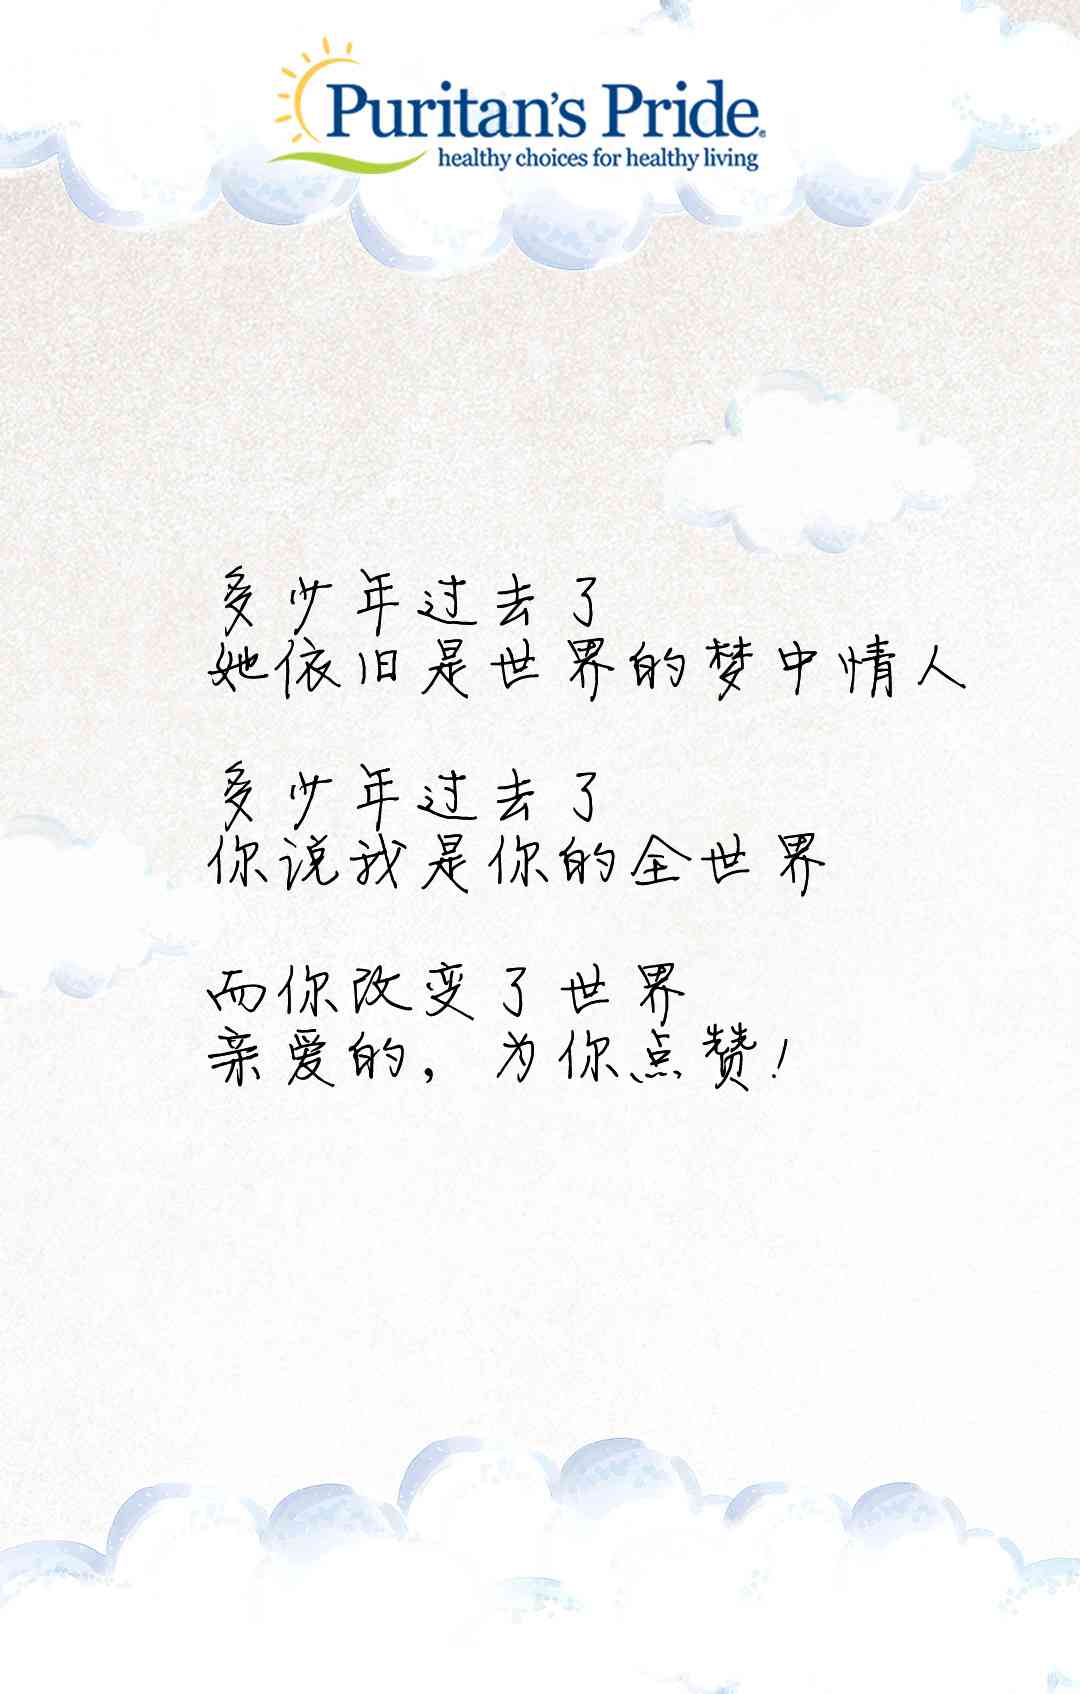 Puritan's Pride®
healthy choices for healthy living
多少年过去了
她依旧是世界的梦中情人
多少年过去了
你说我是你的全世界
而你改变了世界
亲爱的，为你点赞！